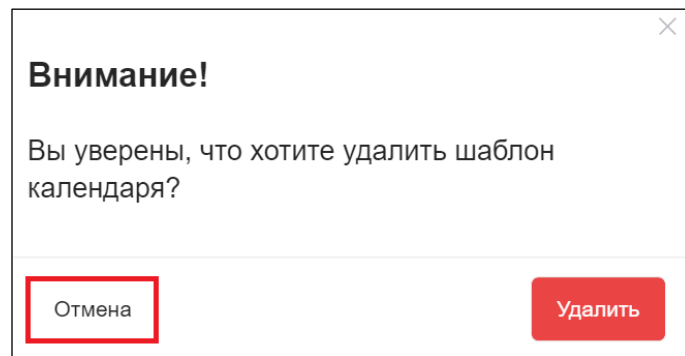 Внимание!
Вы уверены, что хотите удалить шаблон
календаря?
Отмена
Удалить